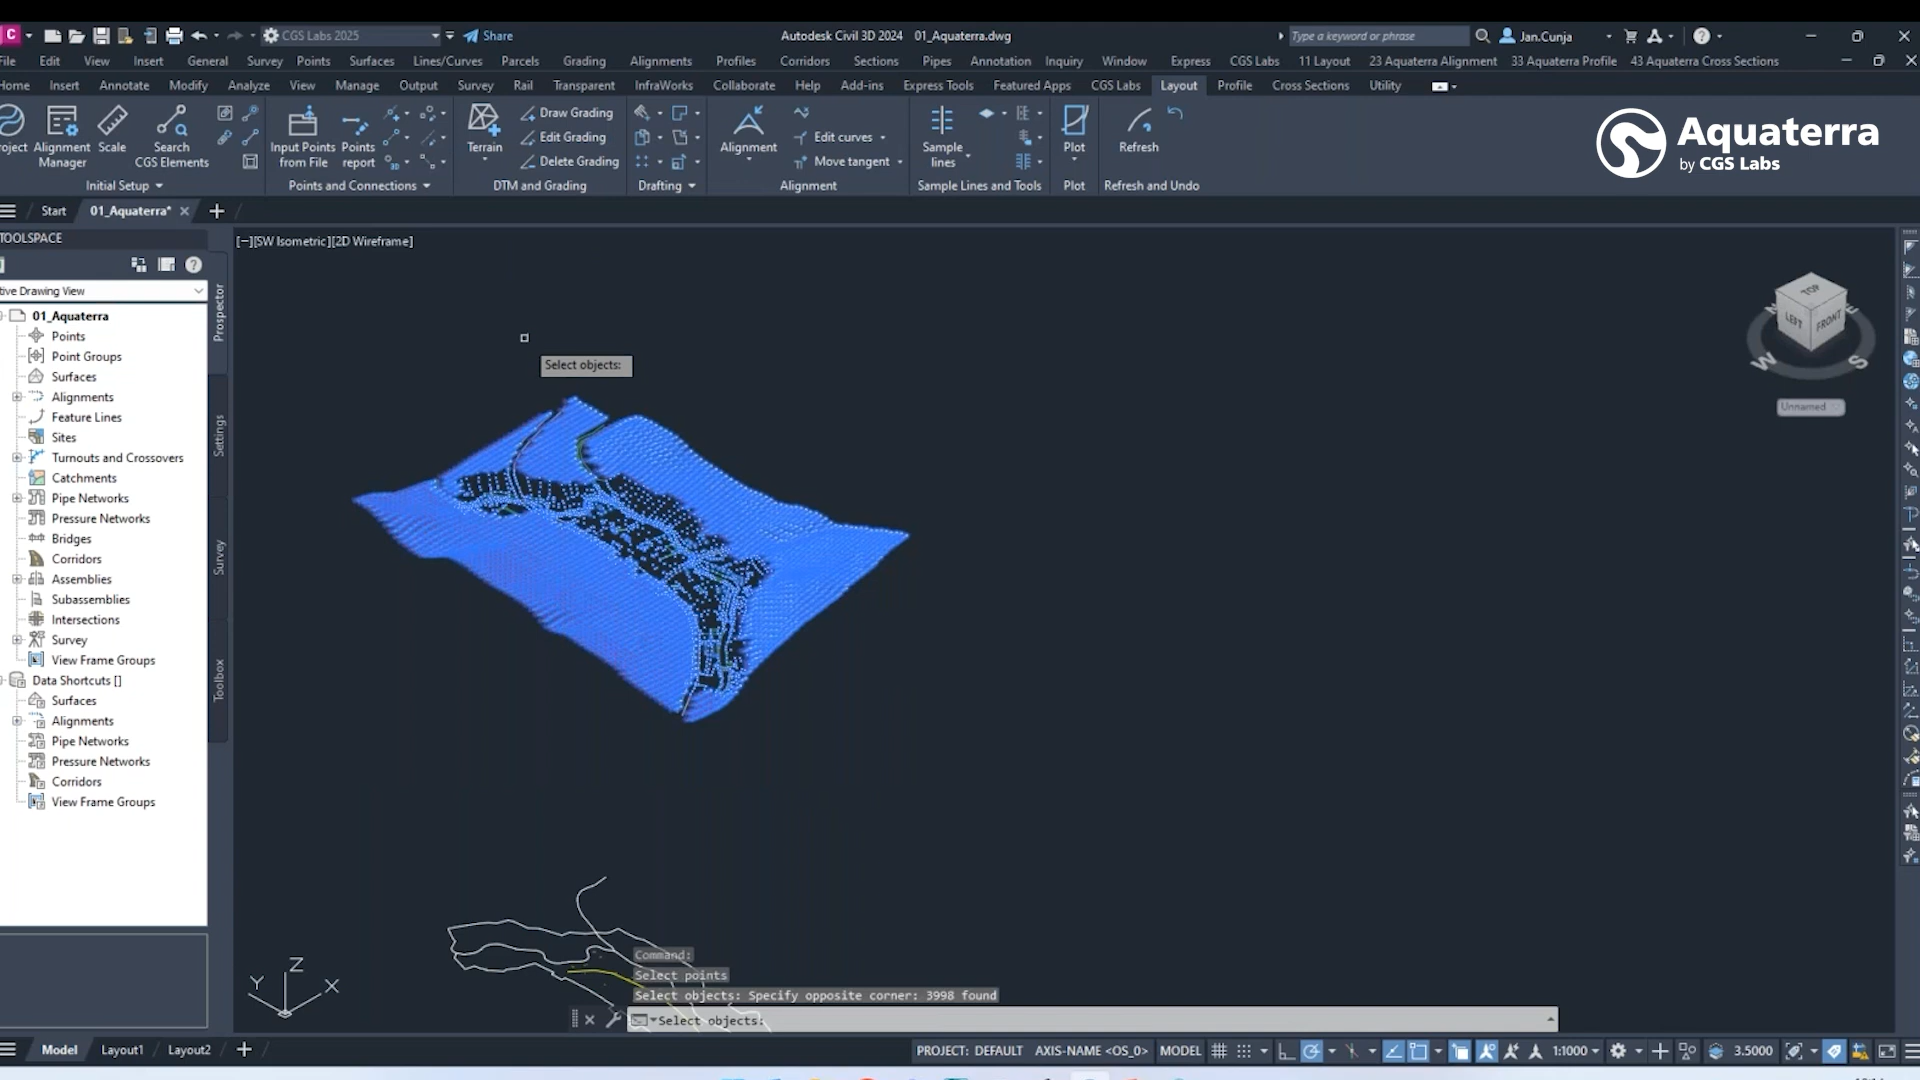 C
CGS Labs 2025
Share
Autodesk Civil 3D 2024 01_Aquaterra.dwg
Type a keyword or phrase
Jan.Cunja
File Edit View Insert General Survey Points Surfaces Lines/Curves Parcels Grading Alignments Profiles Corridors Sections Pipes Annotation Inquiry Window Express CGS Labs 11 Layout 23 Aquaterra Alignment 33 Aquaterra Profile 43 Aquaterra Cross Sections
Home Insert Annotate Modify Analyze View Manage Output Survey Rail Transparent InfraWorks Collaborate Help Add-ins Express Tools Featured Apps CGS Labs Layout Profile Cross Sections Utility
roject
Alignment Manager
Scale
Search CGS Elements
Input Points from File
Points report
Terrain
Draw Grading
Edit Grading
Delete Grading
Alignment
Edit curves
Move tangent
Sample lines
Plot
Refresh
Initial Setup
Points and Connections
DTM and Grading
Drafting
Alignment
Sample Lines and Tools
Plot
Refresh and Undo
Aquaterra
by CGS Labs
Start
01_Aquaterra*
TOOLSPACE
tive Drawing View
01_Aquaterra
Points
Point Groups
Surfaces
Alignments
Feature Lines
Sites
Turnouts and Crossovers
Catchments
Pipe Networks
Pressure Networks
Bridges
Corridors
Assemblies
Subassemblies
Intersections
Survey
View Frame Groups
Data Shortcuts []
Surfaces
Alignments
Pipe Networks
Pressure Networks
Corridors
View Frame Groups
Prospector
Settings
Survey
Toolbox
[−][SW Isometric][2D Wireframe]
Select objects:
TOP
LEFT
FRONT
W
S
Unnamed
Z
Y
X
Command:
Select points
Select objects: Specify opposite corner: 3998 found
Select objects:
Model
Layout1
Layout2
PROJECT: DEFAULT
AXIS-NAME <OS_0>
MODEL
1:1000
3.5000